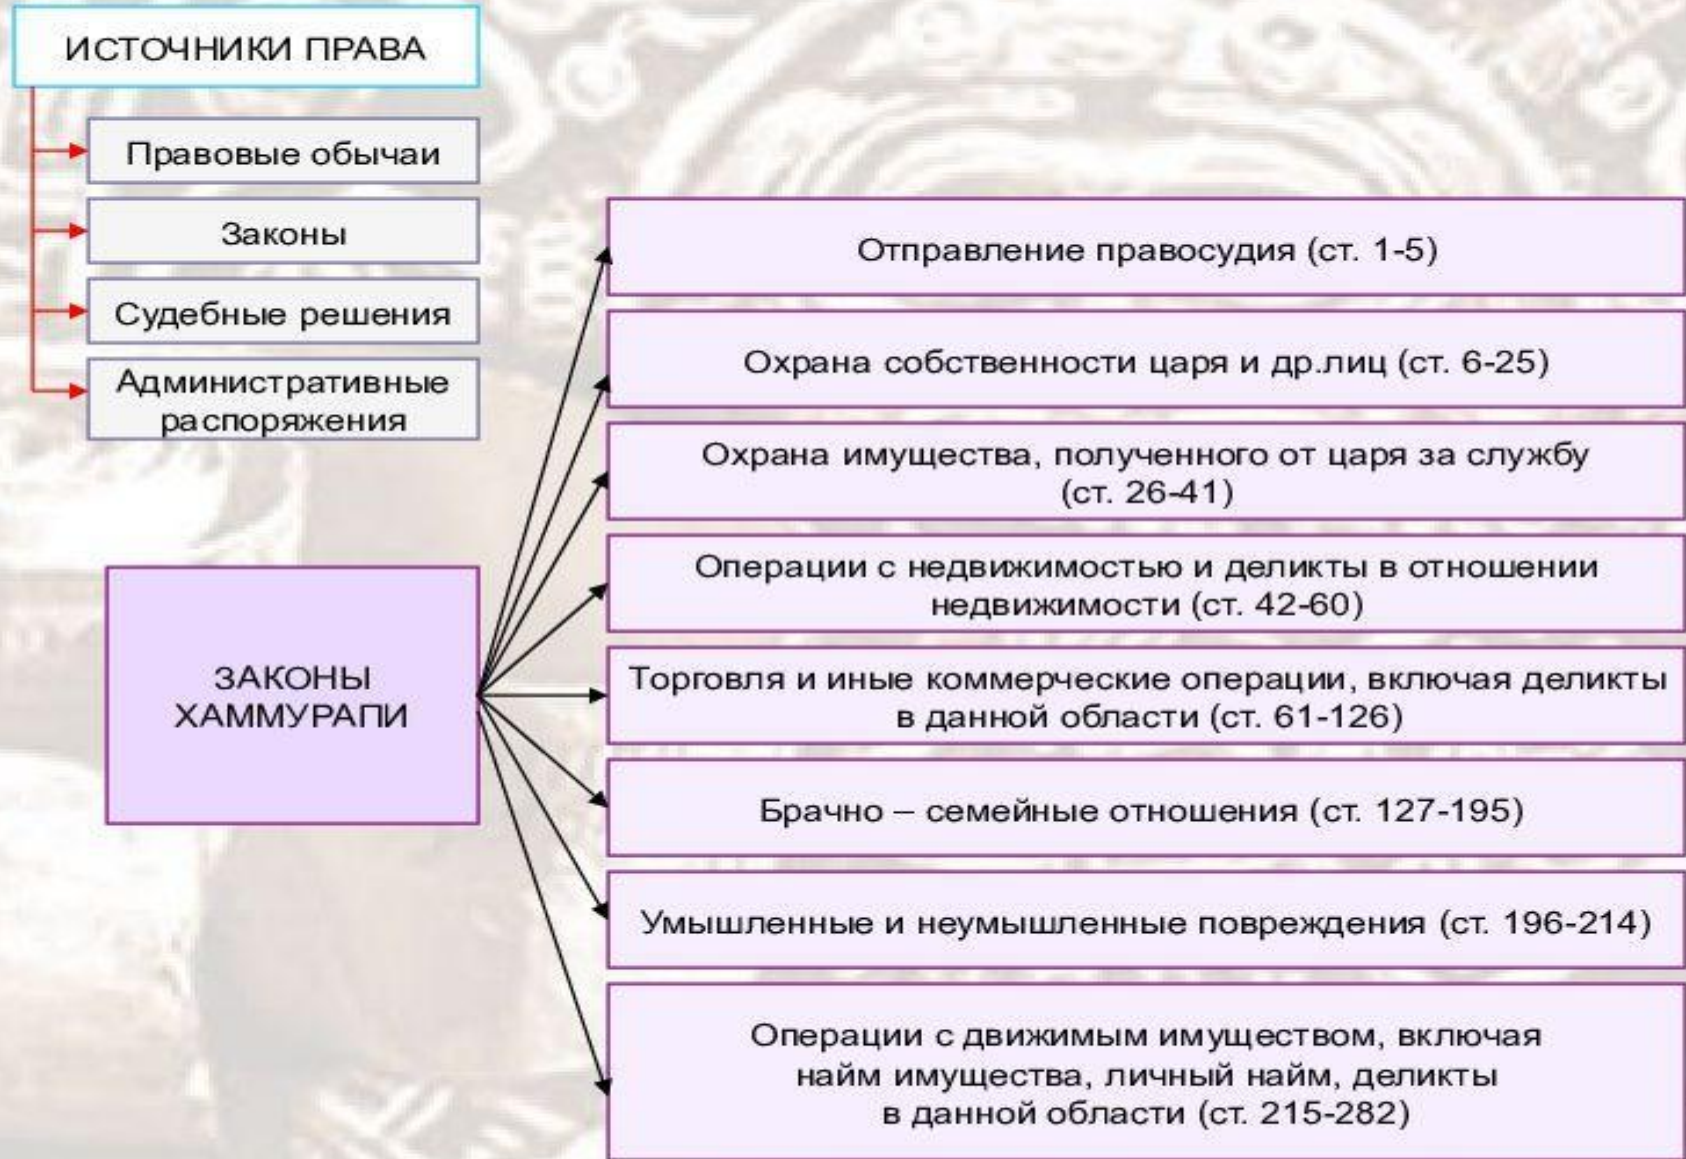 ИСТОЧНИКИ ПРАВА
Правовые обычаи
Законы
Судебные решения
Административные
распоряжения
ЗАКОНЫ
ХАММУРАПИ
Отправление правосудия (ст. 1-5)
Охрана собственности царя и др.лиц (ст. 6-25)
Охрана имущества, полученного от царя за службу
(ст. 26-41)
Операции с недвижимостью и деликты в отношении
недвижимости (ст. 42-60)
Торговля и иные коммерческие операции, включая деликты
в данной области (ст. 61-126)
Брачно – семейные отношения (ст. 127-195)
Умышленные и неумышленные повреждения (ст. 196-214)
Операции с движимым имуществом, включая
найм имущества, личный найм, деликты
в данной области (ст. 215-282)